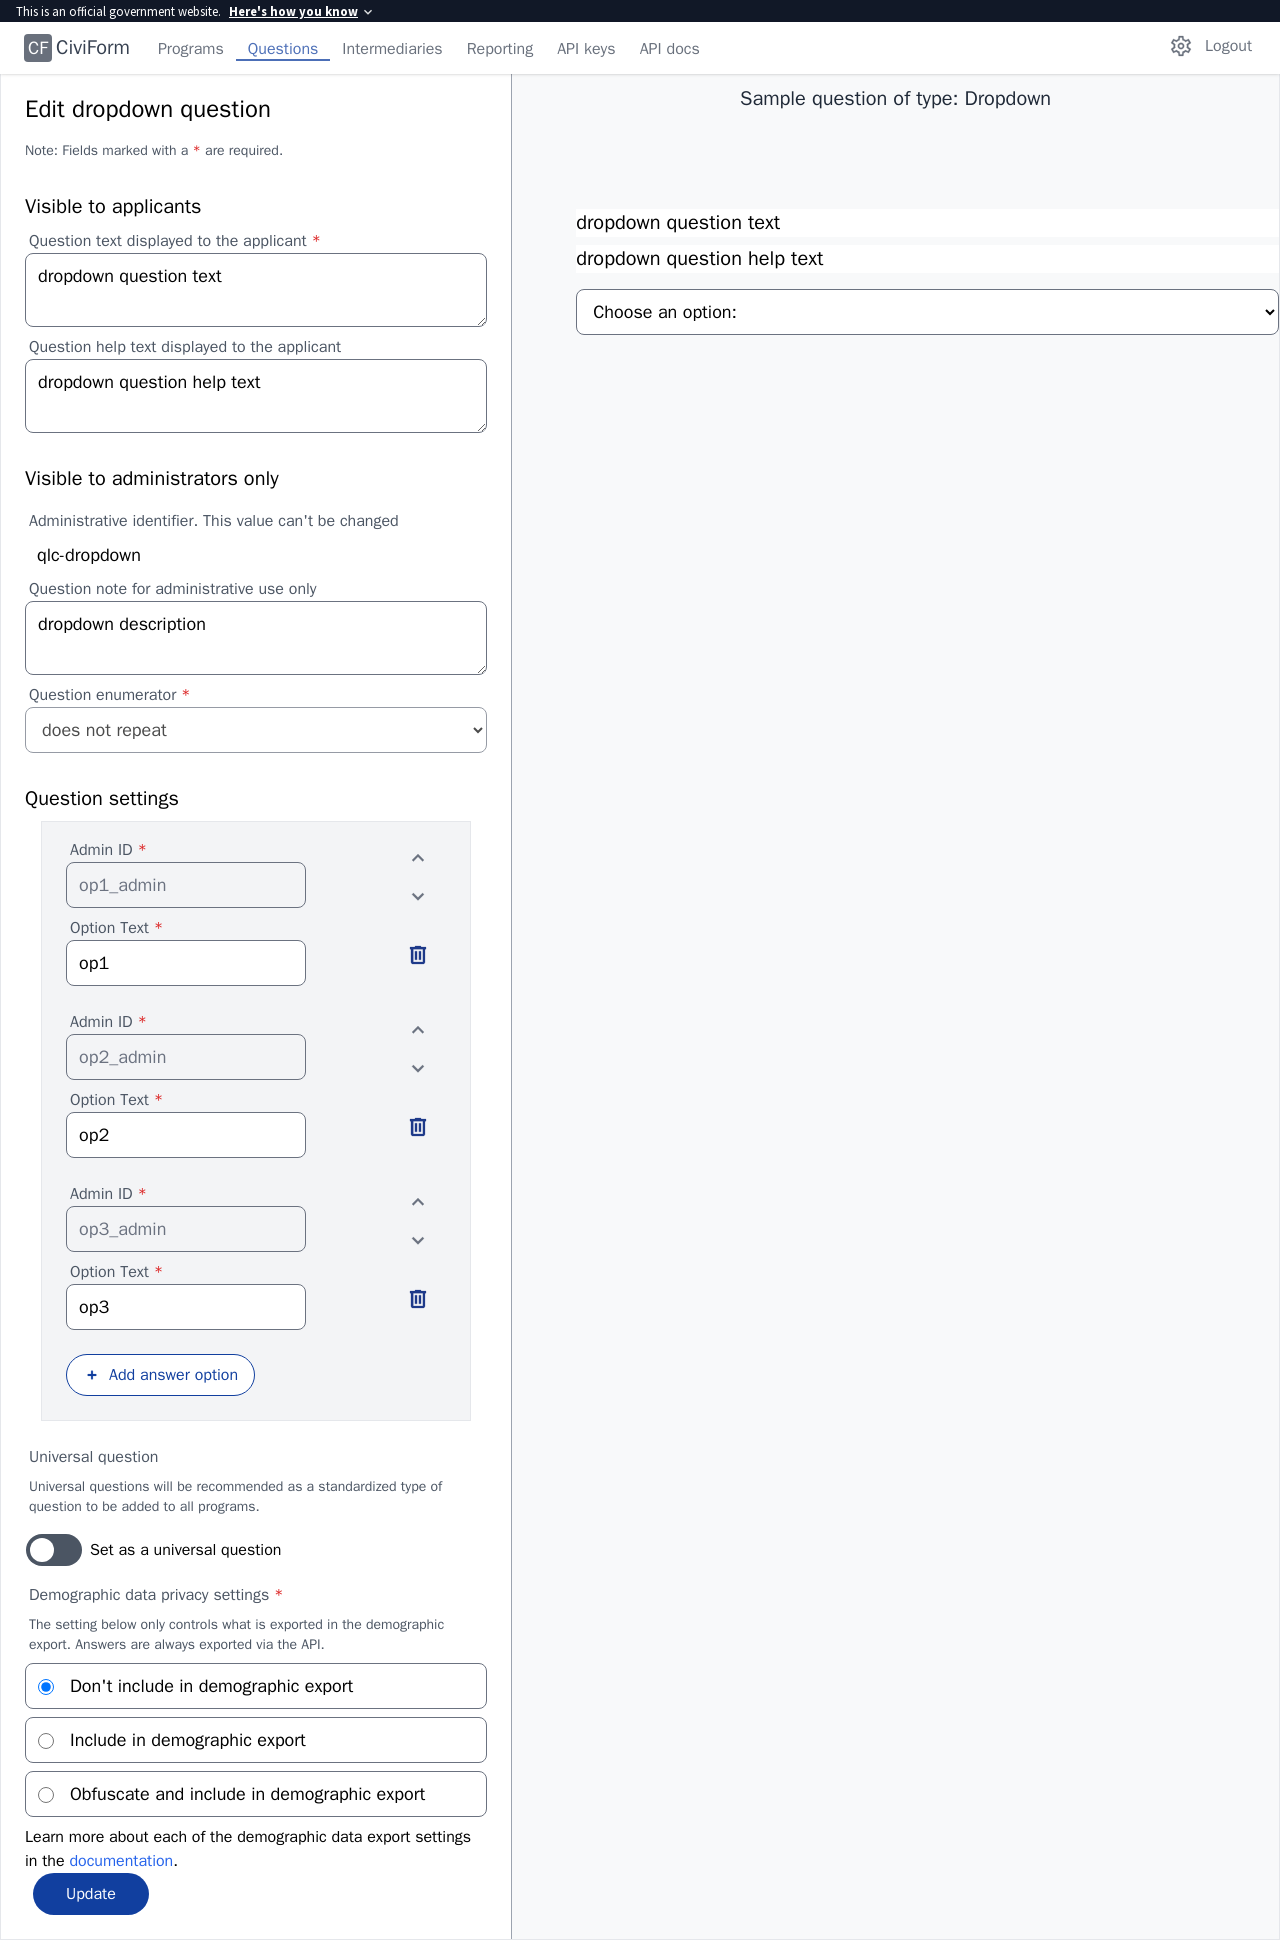 This is an official government website. Here's how you know
CF CiviForm Programs Questions Intermediaries Reporting API keys API docs Logout
Edit dropdown question
Note: Fields marked with a * are required.
Visible to applicants
Question text displayed to the applicant *
dropdown question text
Question help text displayed to the applicant
dropdown question help text
Visible to administrators only
Administrative identifier. This value can't be changed
qlc-dropdown
Question note for administrative use only
dropdown description
Question enumerator *
does not repeat
Question settings
Admin ID *
op1_admin
Option Text *
op1
Admin ID *
op2_admin
Option Text *
op2
Admin ID *
op3_admin
Option Text *
op3
+ Add answer option
Universal question
Universal questions will be recommended as a standardized type of
question to be added to all programs.
Set as a universal question
Demographic data privacy settings *
The setting below only controls what is exported in the demographic
export. Answers are always exported via the API.
Don't include in demographic export
Include in demographic export
Obfuscate and include in demographic export
Learn more about each of the demographic data export settings
in the documentation.
Update
Sample question of type: Dropdown
dropdown question text
dropdown question help text
Choose an option: